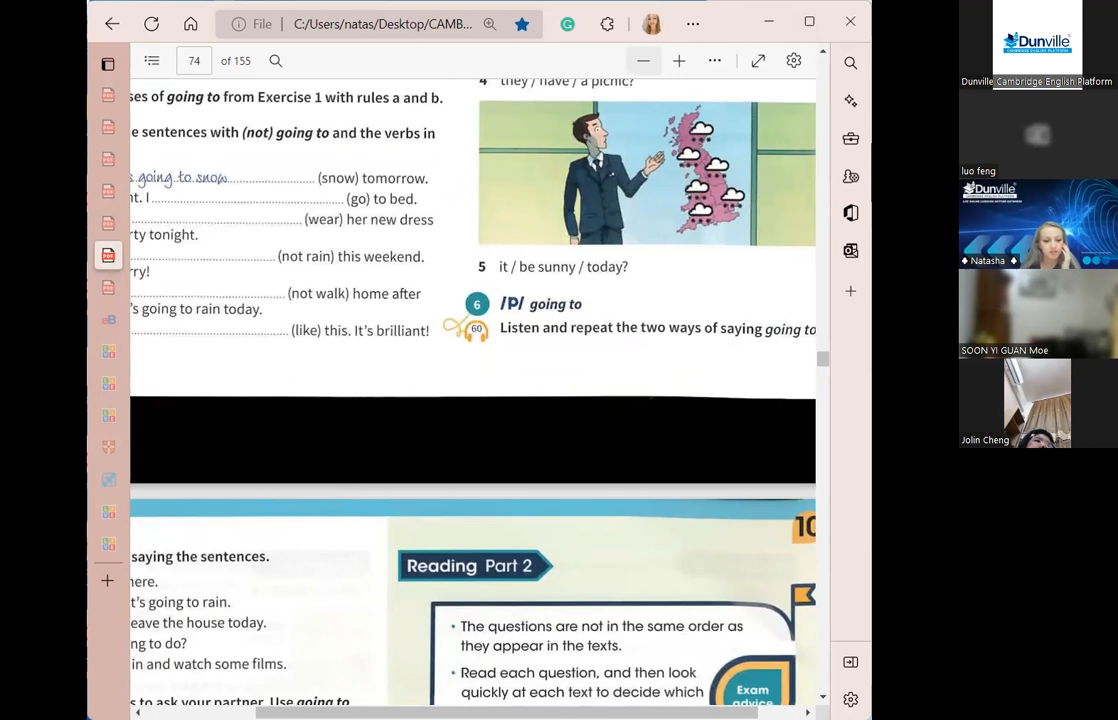 File
C:/Users/natas/Desktop/CAMB...
74 of 155
ses of going to from Exercise 1 with rules a and b.
e sentences with (not) going to and the verbs in
s going to snow (snow) tomorrow.
nt. I (go) to bed.
(wear) her new dress
rty tonight.
(not rain) this weekend.
rry!
(not walk) home after
's going to rain today.
(like) this. It's brilliant!
4 they / have / a picnic?
5 it / be sunny / today?
6 /P/ going to
60 Listen and repeat the two ways of saying going to
saying the sentences.
here.
t's going to rain.
eave the house today.
ng to do?
in and watch some films.
s to ask your partner. Use going to
10
Reading Part 2
• The questions are not in the same order as
they appear in the texts.
• Read each question, and then look
quickly at each text to decide which
Exam
advice
Dunville
CAMBRIDGE ENGLISH PLATFORM
Dunville Cambridge English Platform
luo feng
Dunville
Natasha
SOON YI GUAN Moe
Jolin Cheng